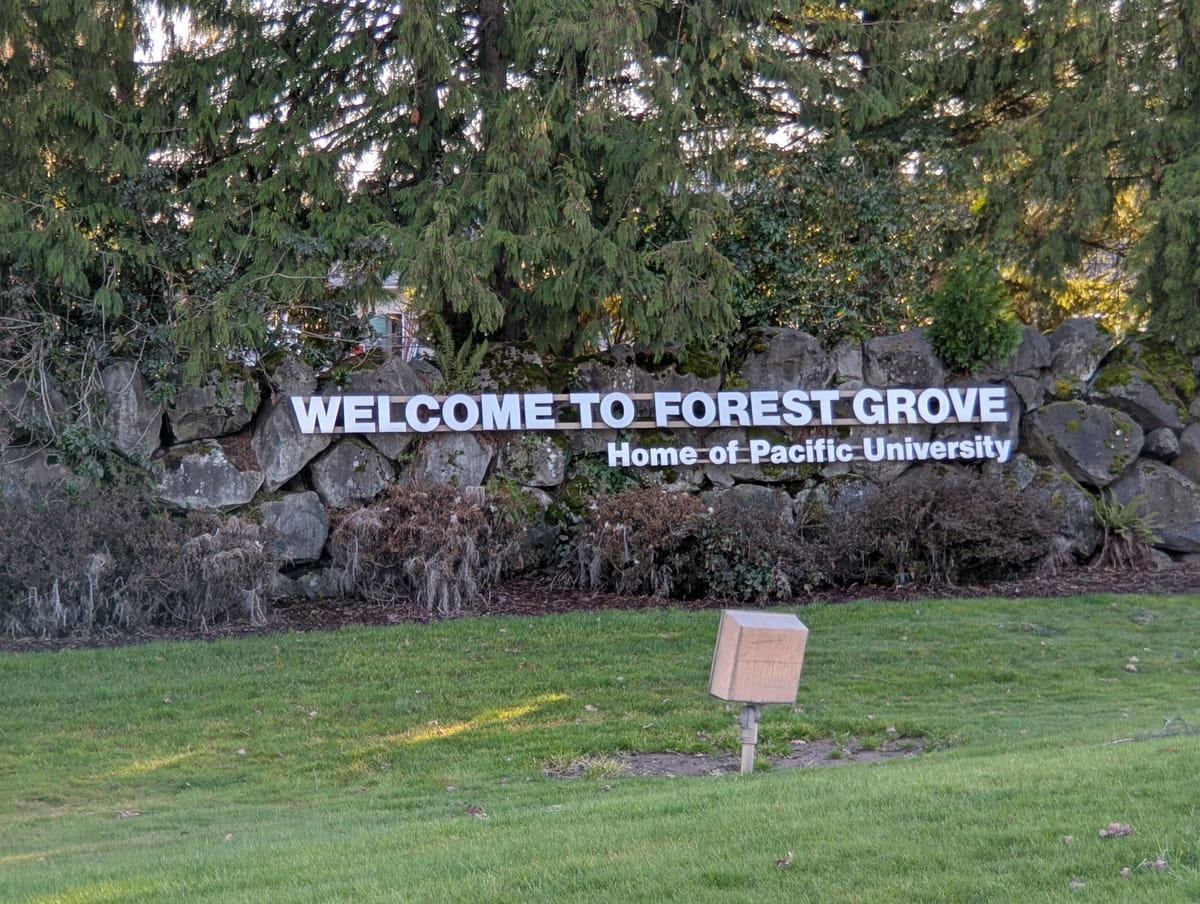 WELCOME TO FOREST GROVE
Home of Pacific University